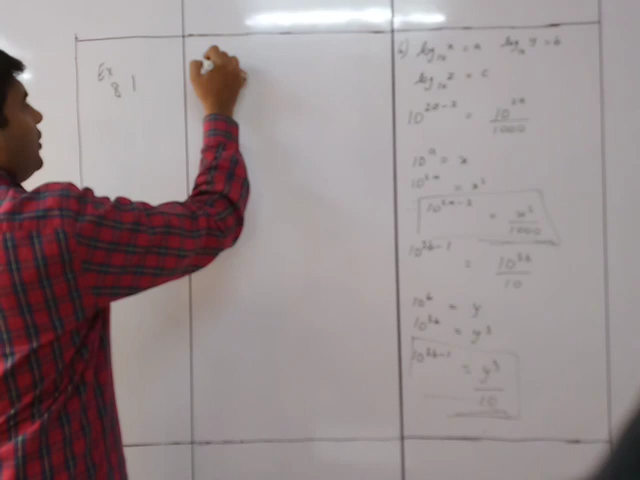 Ex
8 1
6) log₁₀ x = a log₁₀ y = b
log₁₀ z = c
10^{2a-3} = 10^{2a}/1000
10^a = x
10^{2a} = x²
10^{2a-3} = x²/1000
10^{3b-1} = 10^{3b}/10
10^b = y
10^{3b} = y³
10^{3b-1} = y³/10